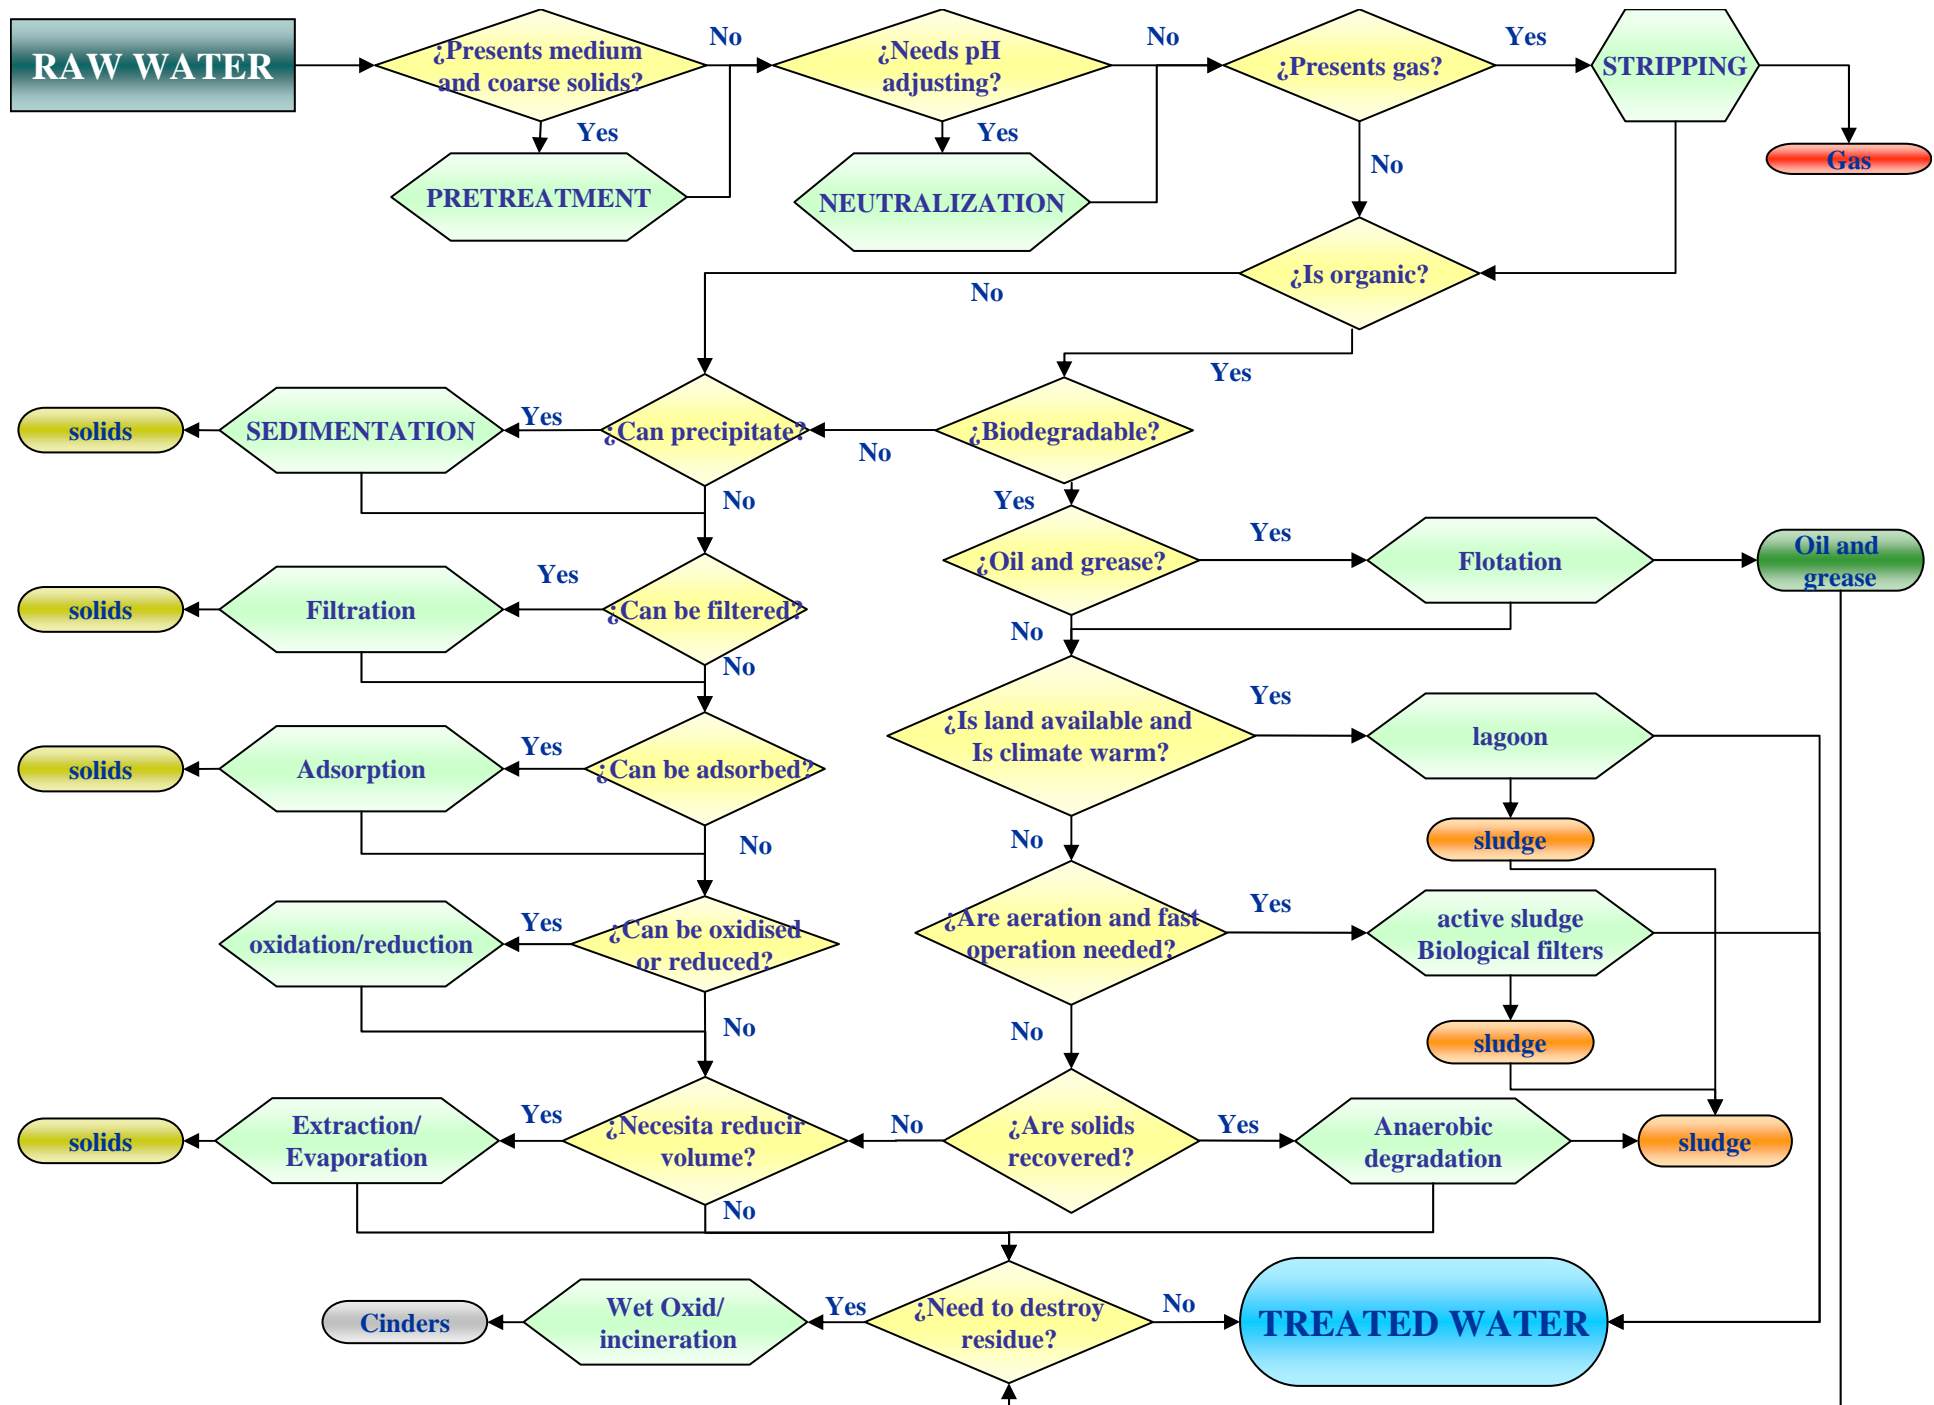 RAW WATER
¿Presents medium
and coarse solids?
No
¿Needs pH
adjusting?
No
¿Presents gas?
Yes
STRIPPING
Yes
Yes
No
Gas
PRETREATMENT
NEUTRALIZATION
¿Is organic?
No
Yes
solids
SEDIMENTATION
Yes
¿Can precipitate?
No
¿Biodegradable?
No
Yes
solids
Filtration
Yes
¿Can be filtered?
¿Oil and grease?
Yes
Flotation
Oil and
grease
No
No
solids
Adsorption
Yes
¿Can be adsorbed?
¿Is land available and
Is climate warm?
Yes
lagoon
No
No
sludge
oxidation/reduction
Yes
¿Can be oxidised
or reduced?
¿Are aeration and fast
operation needed?
Yes
active sludge
Biological filters
No
No
sludge
solids
Extraction/
Evaporation
Yes
¿Necesita reducir
volume?
No
¿Are solids
recovered?
Yes
Anaerobic
degradation
sludge
No
Cinders
Wet Oxid/
incineration
Yes
¿Need to destroy
residue?
No
TREATED WATER